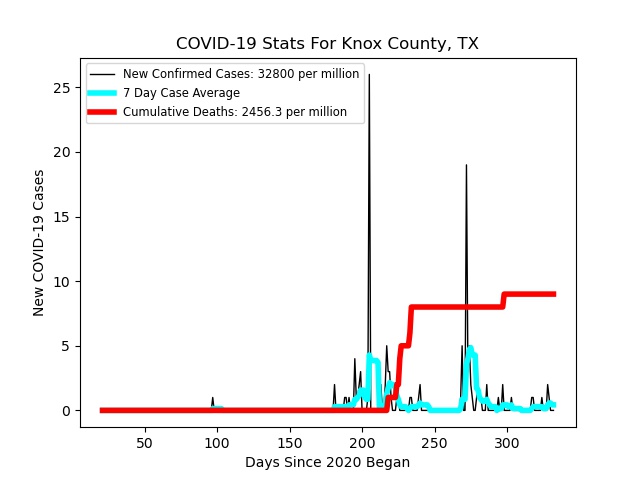 COVID-19 Stats For Knox County, TX
New Confirmed Cases: 32800 per million
7 Day Case Average
Cumulative Deaths: 2456.3 per million
New COVID-19 Cases
25
20
15
10
5
0
50 100 150 200 250 300
Days Since 2020 Began